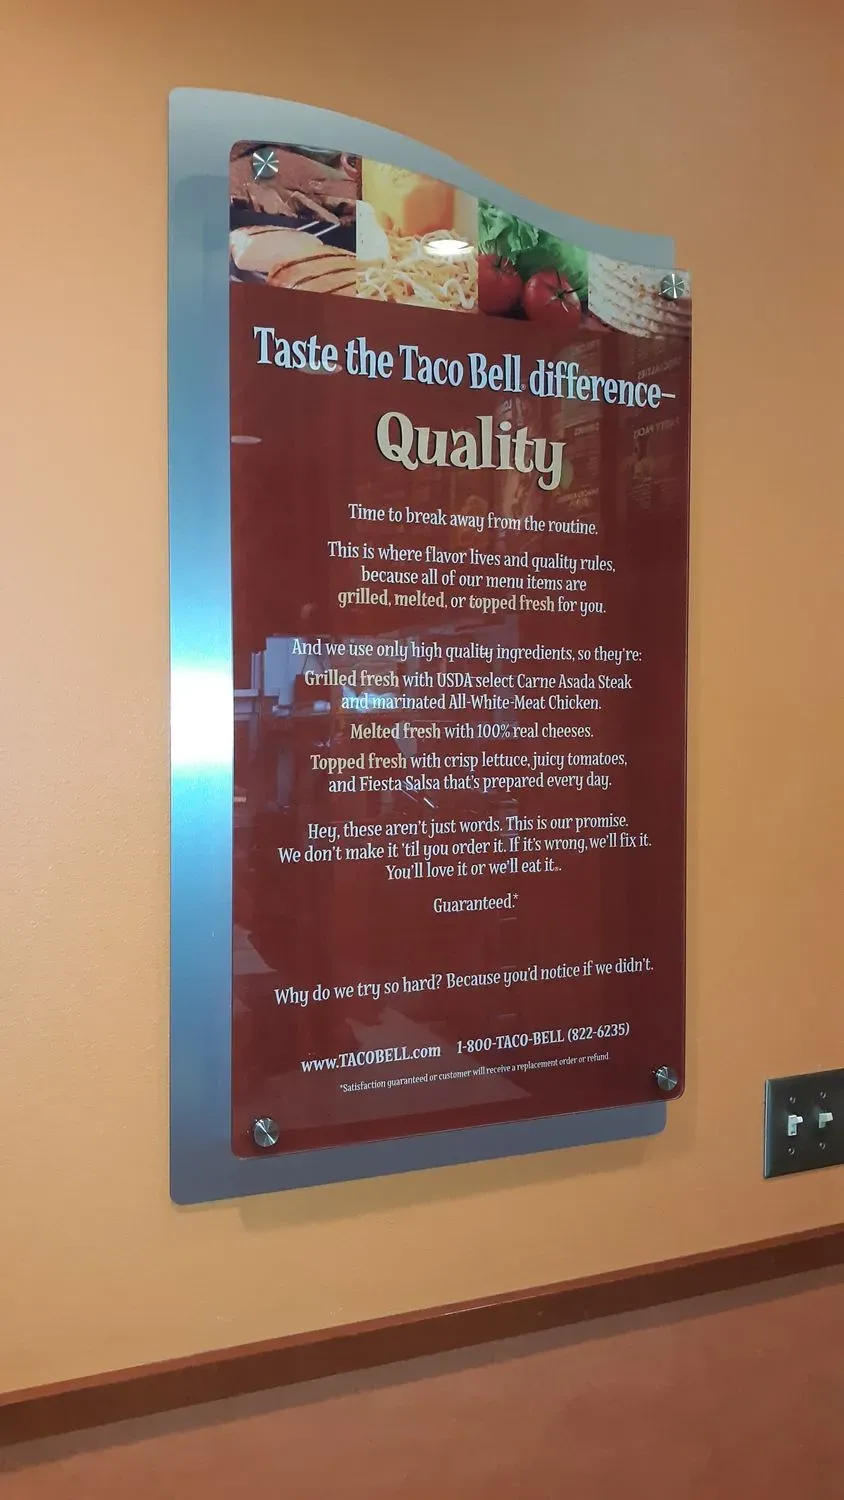 Taste the Taco Bell® difference–
Quality
Time to break away from the routine.
This is where flavor lives and quality rules,
because all of our menu items are
grilled, melted, or topped fresh for you.
And we use only high quality ingredients, so they're:
Grilled fresh with USDA select Carne Asada Steak
and marinated All-White-Meat Chicken.
Melted fresh with 100% real cheeses.
Topped fresh with crisp lettuce, juicy tomatoes,
and Fiesta Salsa that's prepared every day.
Hey, these aren't just words. This is our promise.
We don't make it 'til you order it. If it's wrong, we'll fix it.
You'll love it or we'll eat it.
Guaranteed.*
Why do we try so hard? Because you'd notice if we didn't.
www.TACOBELL.com 1-800-TACO-BELL (822-6235)
*Satisfaction guaranteed or customer will receive a replacement order or refund